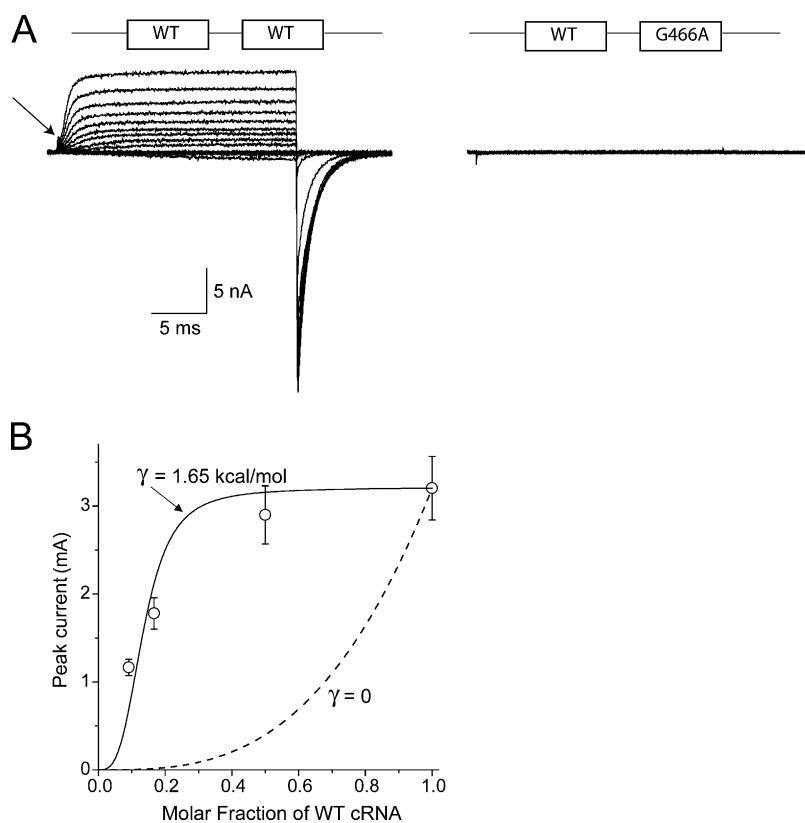 A
WT
WT
WT
G466A
5 nA
5 ms
B
γ = 1.65 kcal/mol
γ = 0
Peak current (mA)
3
2
1
0
0.0
0.2
0.4
0.6
0.8
1.0
Molar Fraction of WT cRNA